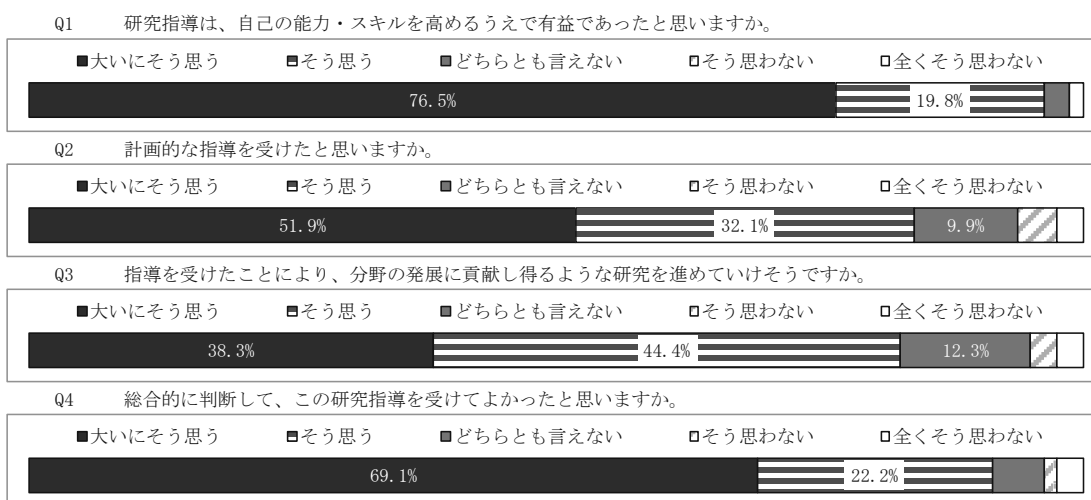 Q1 研究指導は、自己の能力・スキルを高めるうえで有益であったと思いますか。
■大いにそう思う ■そう思う ■どちらとも言えない □そう思わない □全くそう思わない
76.5% 19.8%
Q2 計画的な指導を受けたと思いますか。
■大いにそう思う ■そう思う ■どちらとも言えない □そう思わない □全くそう思わない
51.9% 32.1% 9.9%
Q3 指導を受けたことにより、分野の発展に貢献し得るような研究を進めていけそうですか。
■大いにそう思う ■そう思う ■どちらとも言えない □そう思わない □全くそう思わない
38.3% 44.4% 12.3%
Q4 総合的に判断して、この研究指導を受けてよかったと思いますか。
■大いにそう思う ■そう思う ■どちらとも言えない □そう思わない □全くそう思わない
69.1% 22.2%